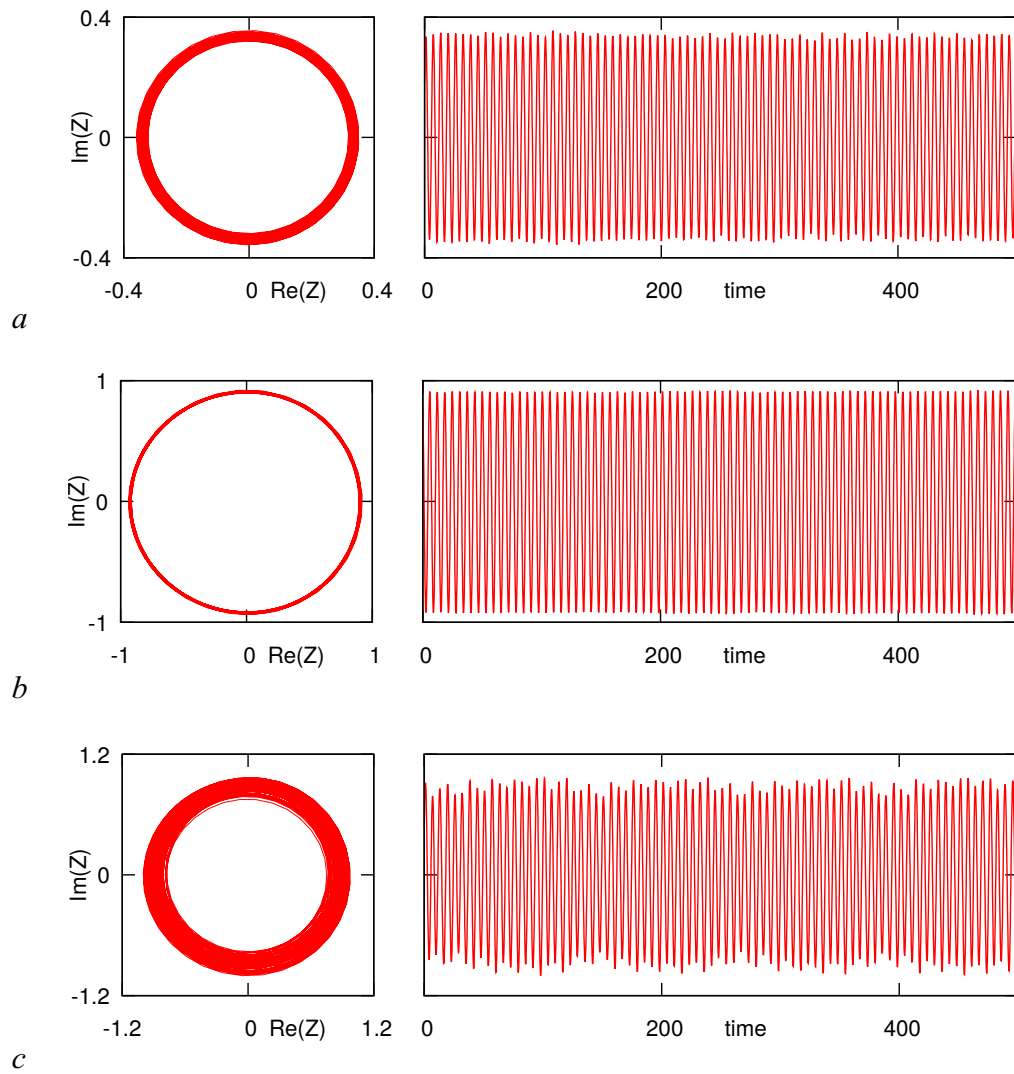 0.4
Im(Z)
0
-0.4
-0.4 0 Re(Z) 0.4 0 200 time 400
a
1
Im(Z)
0
-1
-1 0 Re(Z) 1 0 200 time 400
b
1.2
Im(Z)
0
-1.2
-1.2 0 Re(Z) 1.2 0 200 time 400
c